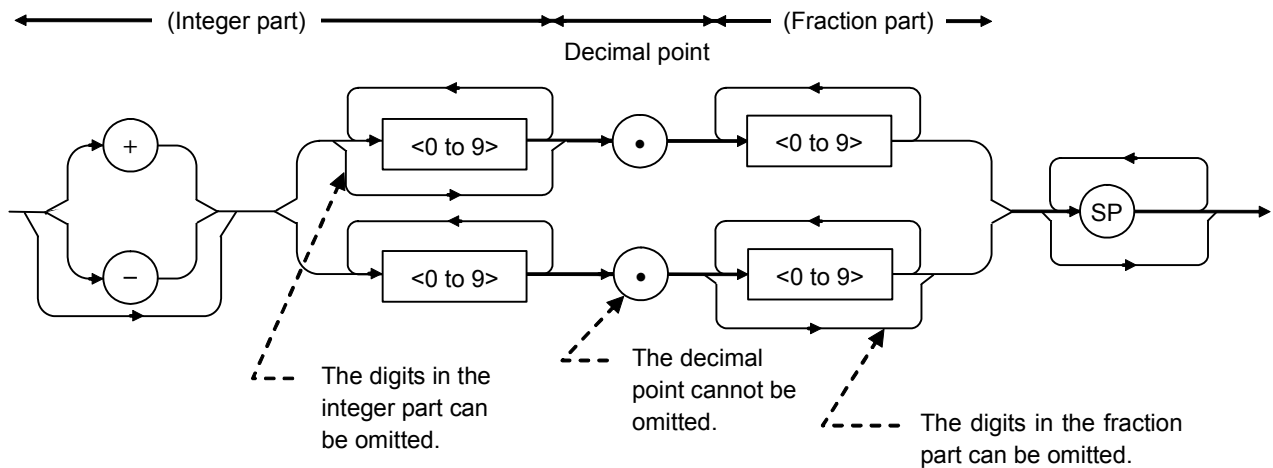 (Integer part)
(Fraction part)
Decimal point
<0 to 9>
•
<0 to 9>
+
SP
−
<0 to 9>
•
<0 to 9>
The digits in the
integer part can
be omitted.
The decimal
point cannot be
omitted.
The digits in the fraction
part can be omitted.